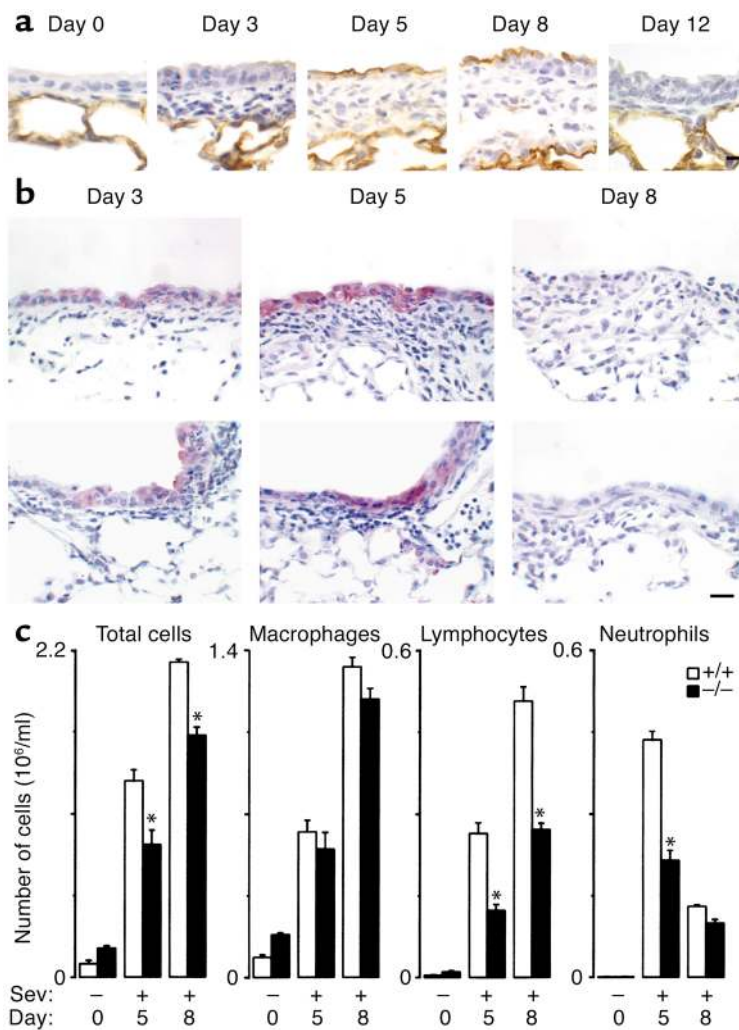 a
Day 0 Day 3 Day 5 Day 8 Day 12
b
Day 3 Day 5 Day 8
c
Total cells Macrophages Lymphocytes Neutrophils
2.2 1.4 0.6 0.6
+/+
−/−
* * * * *
Number of cells (10⁶/ml)
0 0 0 0
Sev: − + + − + + − + + − + +
Day: 0 5 8 0 5 8 0 5 8 0 5 8